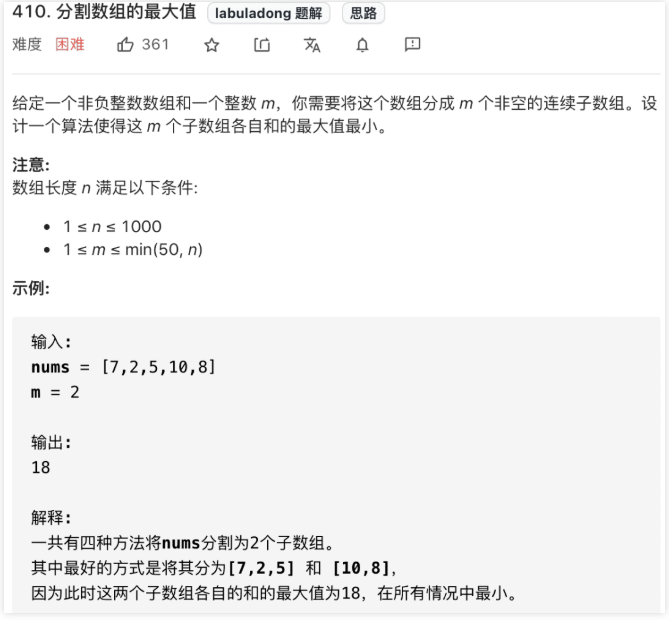 410. 分割数组的最大值 labuladong 题解 思路
难度 困难 361
给定一个非负整数数组和一个整数 m，你需要将这个数组分成 m 个非空的连续子数组。设
计一个算法使得这 m 个子数组各自和的最大值最小。
注意:
数组长度 n 满足以下条件:
• 1 ≤ n ≤ 1000
• 1 ≤ m ≤ min(50, n)
示例:
输入:
nums = [7,2,5,10,8]
m = 2
输出:
18
解释:
一共有四种方法将nums分割为2个子数组。
其中最好的方式是将其分为[7,2,5] 和 [10,8]，
因为此时这两个子数组各自的和的最大值为18，在所有情况中最小。